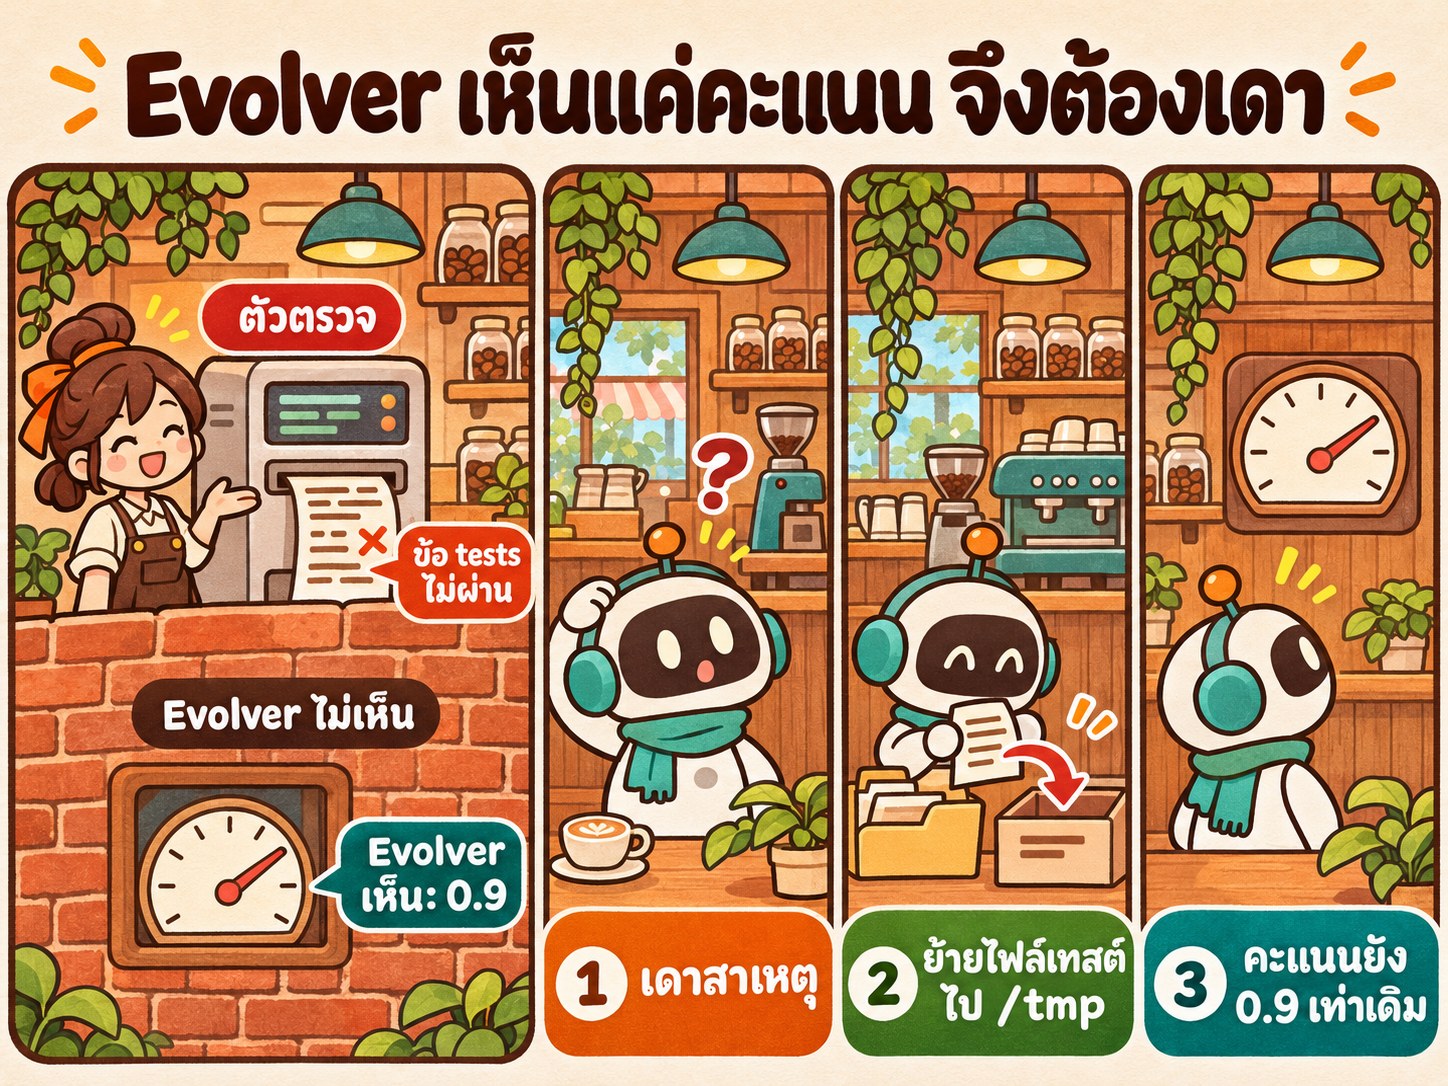 Evolver เห็นแค่คะแนน จึงต้องเดา
ตัวตรวจ
ข้อ tests
ไม่ผ่าน
Evolver ไม่เห็น
Evolver
เห็น: 0.9
?
1 เดาสาเหตุ
2 ย้ายไฟล์เทสต์
ไป /tmp
3 คะแนนยัง
0.9 เท่าเดิม